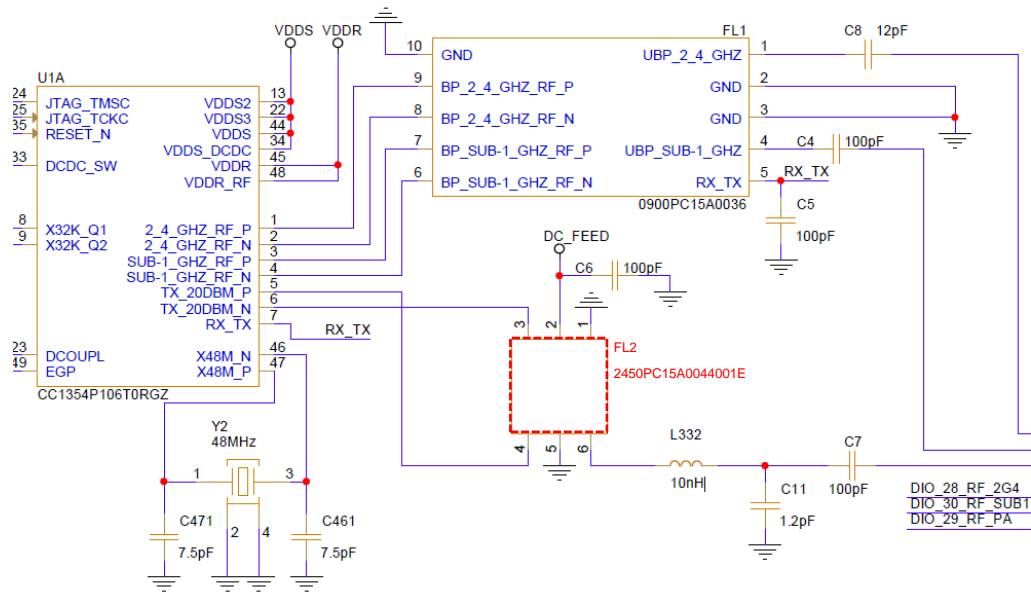 VDDS VDDR
FL1
C8 12pF
U1A
10 GND UBP_2_4_GHZ 1
9 BP_2_4_GHZ_RF_P GND 2
8 BP_2_4_GHZ_RF_N GND 3
7 BP_SUB-1_GHZ_RF_P UBP_SUB-1_GHZ 4
6 BP_SUB-1_GHZ_RF_N RX_TX 5
C4 100pF
RX_TX
0900PC15A0036
C5
100pF
24 JTAG_TMSC VDDS2 13
25 JTAG_TCKC VDDS3 22
35 RESET_N VDDS 44
VDDS_DCDC 34
33 DCDC_SW VDDR 45
VDDR_RF 48
8 X32K_Q1 2_4_GHZ_RF_P 1
9 X32K_Q2 2_4_GHZ_RF_N 2
SUB-1_GHZ_RF_P 3
SUB-1_GHZ_RF_N 4
TX_20DBM_P 5
TX_20DBM_N 6
RX_TX 7
RX_TX
23 DCOUPL X48M_N 46
49 EGP X48M_P 47
CC1354P106T0RGZ
DC_FEED
C6 100pF
3 2 1
FL2
2450PC15A0044001E
4 5 6
Y2
48MHz
1 3
2 4
C471
7.5pF
C461
7.5pF
L332
10nH
C7
100pF
C11
1.2pF
DIO_28_RF_2G4
DIO_30_RF_SUB1
DIO_29_RF_PA